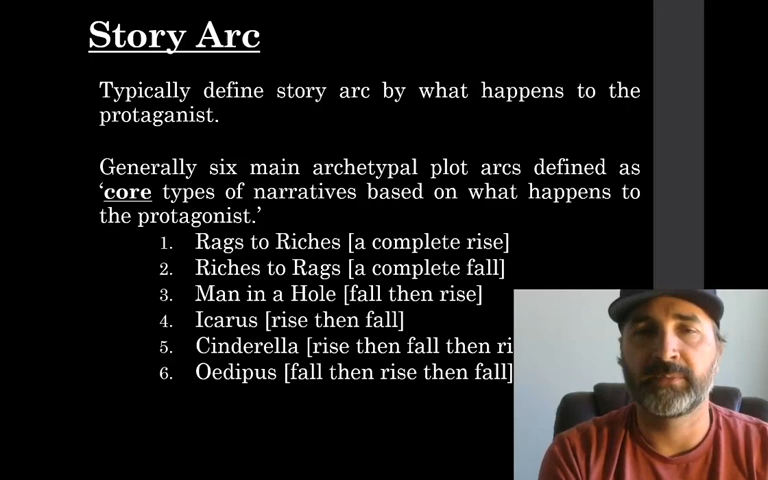 Story Arc
Typically define story arc by what happens to the
protaganist.
Generally six main archetypal plot arcs defined as
‘core types of narratives based on what happens to
the protagonist.’
1. Rags to Riches [a complete rise]
2. Riches to Rags [a complete fall]
3. Man in a Hole [fall then rise]
4. Icarus [rise then fall]
5. Cinderella [rise then fall then ri
6. Oedipus [fall then rise then fall]